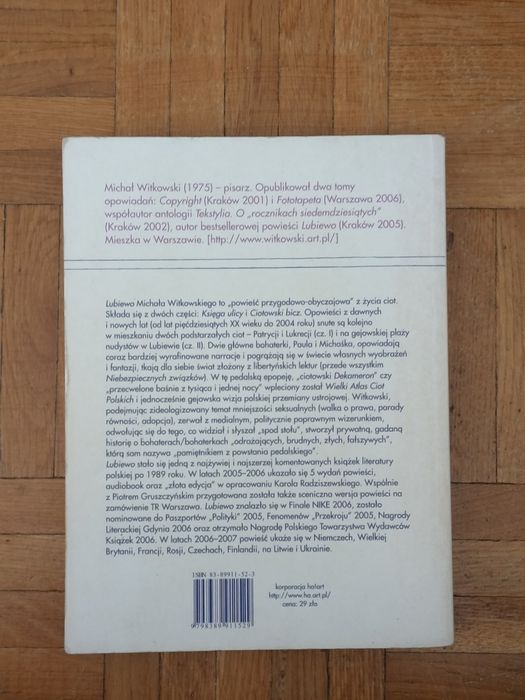 Michał Witkowski (1975) – pisarz. Opublikował dwa tomy
opowiadań: Copyright (Kraków 2001) i Fototapeta (Warszawa 2006),
współautor antologii Tekstylia. O „rocznikach siedemdziesiątych"
(Kraków 2002), autor bestsellerowej powieści Lubiewo (Kraków 2005).
Mieszka w Warszawie. [http://www.witkowski.art.pl/]
Lubiewo Michała Witkowskiego to „powieść przygodowo-obyczajowa" z życia ciot.
Składa się z dwóch części: Księga ulicy i Ciotowski bicz. Opowieści z dawnych
i nowych lat (od lat pięćdziesiątych XX wieku do 2004 roku) snute są kolejno
w mieszkaniu dwóch podstarzałych ciot – Patrycji i Lukrecji (cz. I) i na gejowskiej plaży
nudystów w Lubiewie (cz. II). Dwie główne bohaterki, Paula i Michaśka, opowiadają
coraz bardziej wyrafinowane narracje i pogrążają się w świecie własnych wyobrażeń
i fantazji, tkają dla siebie świat złożony z libertyńskich lektur (przede wszystkim
Niebezpiecznych związków). W tę pedalską epopeję, „ciotowski Dekameron" czy
„przecwelone baśnie z tysiąca i jednej nocy" wpleciony został Wielki Atlas Ciot
Polskich i jednocześnie gejowska wizja polskiej przemiany ustrojowej. Witkowski,
podejmując zideologizowany temat mniejszości seksualnych (walka o prawa, parady
równości, adopcja), zerwał z medialnym, politycznie poprawnym wizerunkiem,
odwołując się do tego, co widział i słyszał „spod stołu", stworzył prywatną, gadaną
historię o bohaterach/bohaterkach „odrażających, brudnych, złych, fałszywych",
którą sam nazywa „pamiętnikiem z powstania pedalskiego".
Lubiewo stało się jedną z najżywiej i najszerzej komentowanych książek literatury
polskiej po 1989 roku. W latach 2005–2006 ukazało się 5 wydań powieści,
audiobook oraz „złota edycja" w opracowaniu Karola Radziszewskiego. Wspólnie
z Piotrem Gruszczyńskim przygotowana została także sceniczna wersja powieści na
zamówienie TR Warszawa. Lubiewo znalazło się w Finale NIKE 2006, zostało
nominowane do Paszportów „Polityki" 2005, Fenomenów „Przekroju" 2005, Nagrody
Literackiej Gdynia 2006 oraz otrzymało Nagrodę Polskiego Towarzystwa Wydawców
Książek 2006. W latach 2006–2007 powieść ukaże się w Niemczech, Wielkiej
Brytanii, Francji, Rosji, Czechach, Finlandii, na Litwie i Ukrainie.
ISBN 83-89911-52-3
9 788389 911529
korporacja ha!art
http://www.ha.art.pl/
cena: 29 zło